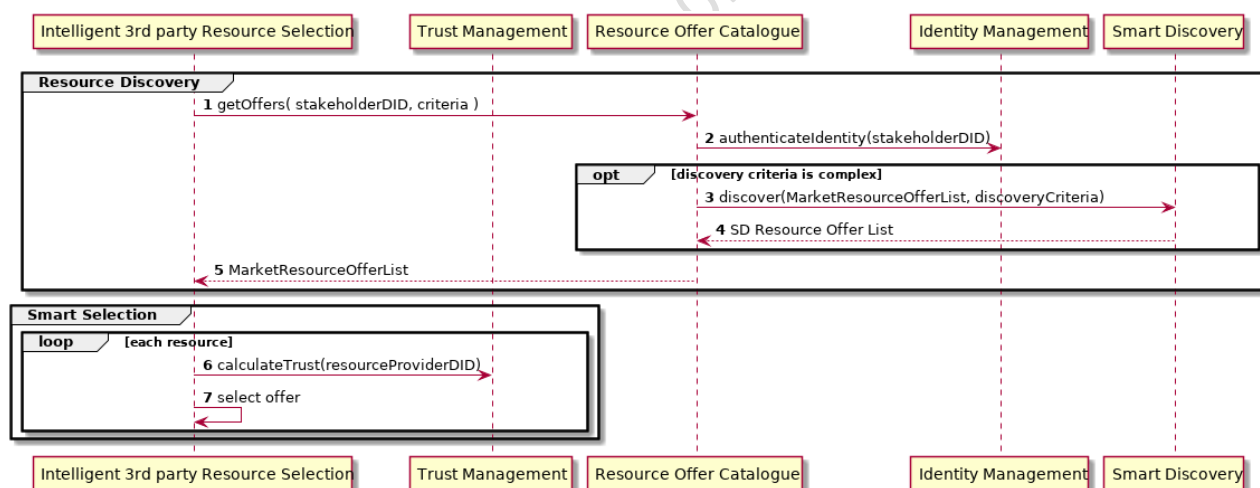 Intelligent 3rd party Resource Selection Trust Management Resource Offer Catalogue Identity Management Smart Discovery
Resource Discovery
1 getOffers( stakeholderDID, criteria )
2 authenticateIdentity(stakeholderDID)
opt [discovery criteria is complex]
3 discover(MarketResourceOfferList, discoveryCriteria)
4 SD Resource Offer List
5 MarketResourceOfferList
Smart Selection
loop [each resource]
6 calculateTrust(resourceProviderDID)
7 select offer
Intelligent 3rd party Resource Selection Trust Management Resource Offer Catalogue Identity Management Smart Discovery